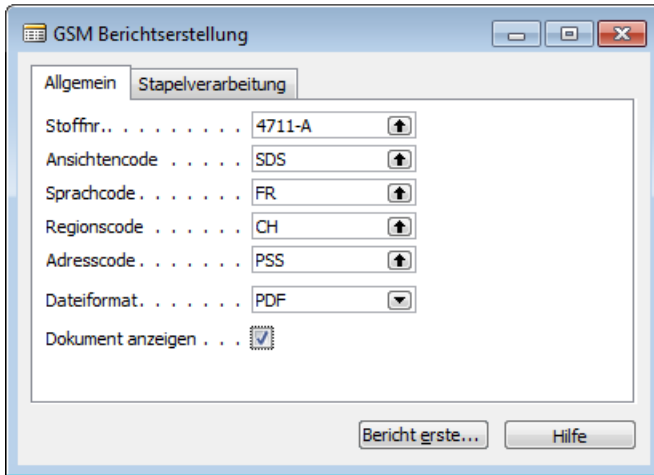 GSM Berichtserstellung
Allgemein Stapelverarbeitung
Stoffnr.. . . . . . . . . . 4711-A
Ansichtencode . . . . . SDS
Sprachcode. . . . . . . . FR
Regionscode . . . . . . CH
Adresscode. . . . . . . . PSS
Dateiformat. . . . . . . . PDF
Dokument anzeigen . . .
Bericht erste... Hilfe